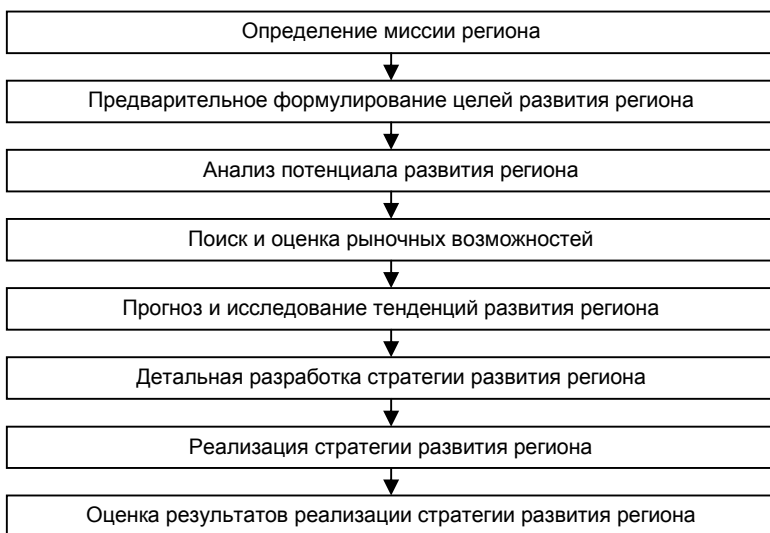 Определение миссии региона
Предварительное формулирование целей развития региона
Анализ потенциала развития региона
Поиск и оценка рыночных возможностей
Прогноз и исследование тенденций развития региона
Детальная разработка стратегии развития региона
Реализация стратегии развития региона
Оценка результатов реализации стратегии развития региона